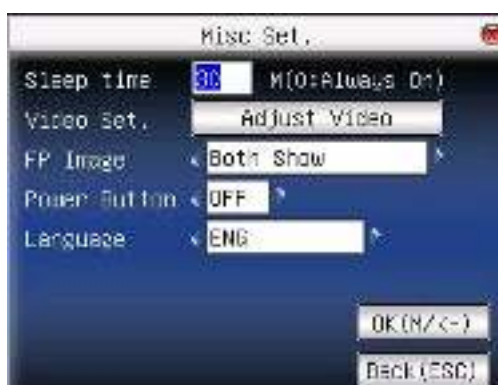 Misc Set.
Sleep time 30 M(0:Always On)
Video Set. Adjust Video
FP Image Both Show
Power Button OFF
Language ENG
OK(M/<-)
Back(ESC)